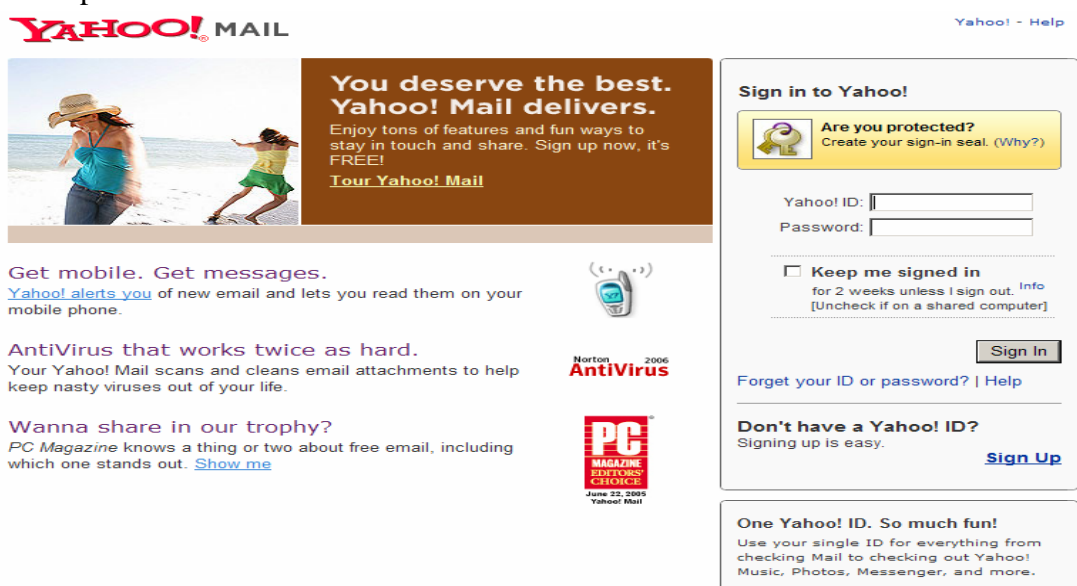 YAHOO!® MAIL
Yahoo! - Help
You deserve the best.
Yahoo! Mail delivers.
Enjoy tons of features and fun ways to
stay in touch and share. Sign up now, it's
FREE!
Tour Yahoo! Mail
Get mobile. Get messages.
Yahoo! alerts you of new email and lets you read them on your
mobile phone.
AntiVirus that works twice as hard.
Your Yahoo! Mail scans and cleans email attachments to help
keep nasty viruses out of your life.
Norton 2006
AntiVirus
Wanna share in our trophy?
PC Magazine knows a thing or two about free email, including
which one stands out. Show me
PC
MAGAZINE
EDITORS'
CHOICE
June 22, 2005
Yahoo! Mail
Sign in to Yahoo!
Are you protected?
Create your sign-in seal. (Why?)
Yahoo! ID:
Password:
Keep me signed in
for 2 weeks unless I sign out. Info
[Uncheck if on a shared computer]
Sign In
Forget your ID or password? | Help
Don't have a Yahoo! ID?
Signing up is easy.
Sign Up
One Yahoo! ID. So much fun!
Use your single ID for everything from
checking Mail to checking out Yahoo!
Music, Photos, Messenger, and more.